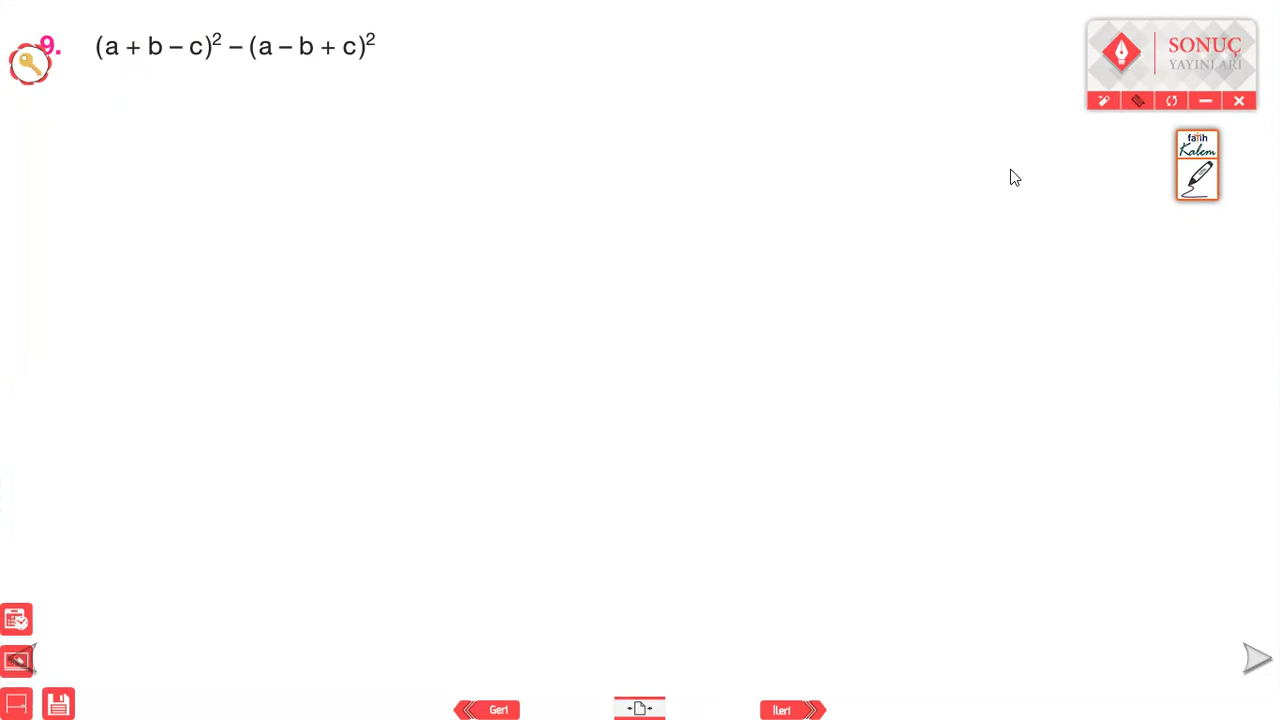 9. (a + b – c)² – (a – b + c)²
SONUÇ
YAYINLARI
fatih
Kalem
Geri
İleri